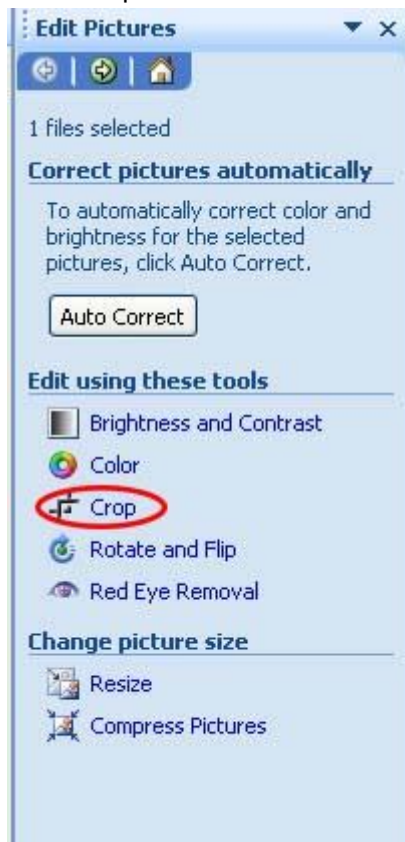 Edit Pictures
1 files selected
Correct pictures automatically
To automatically correct color and
brightness for the selected
pictures, click Auto Correct.
Auto Correct
Edit using these tools
Brightness and Contrast
Color
Crop
Rotate and Flip
Red Eye Removal
Change picture size
Resize
Compress Pictures